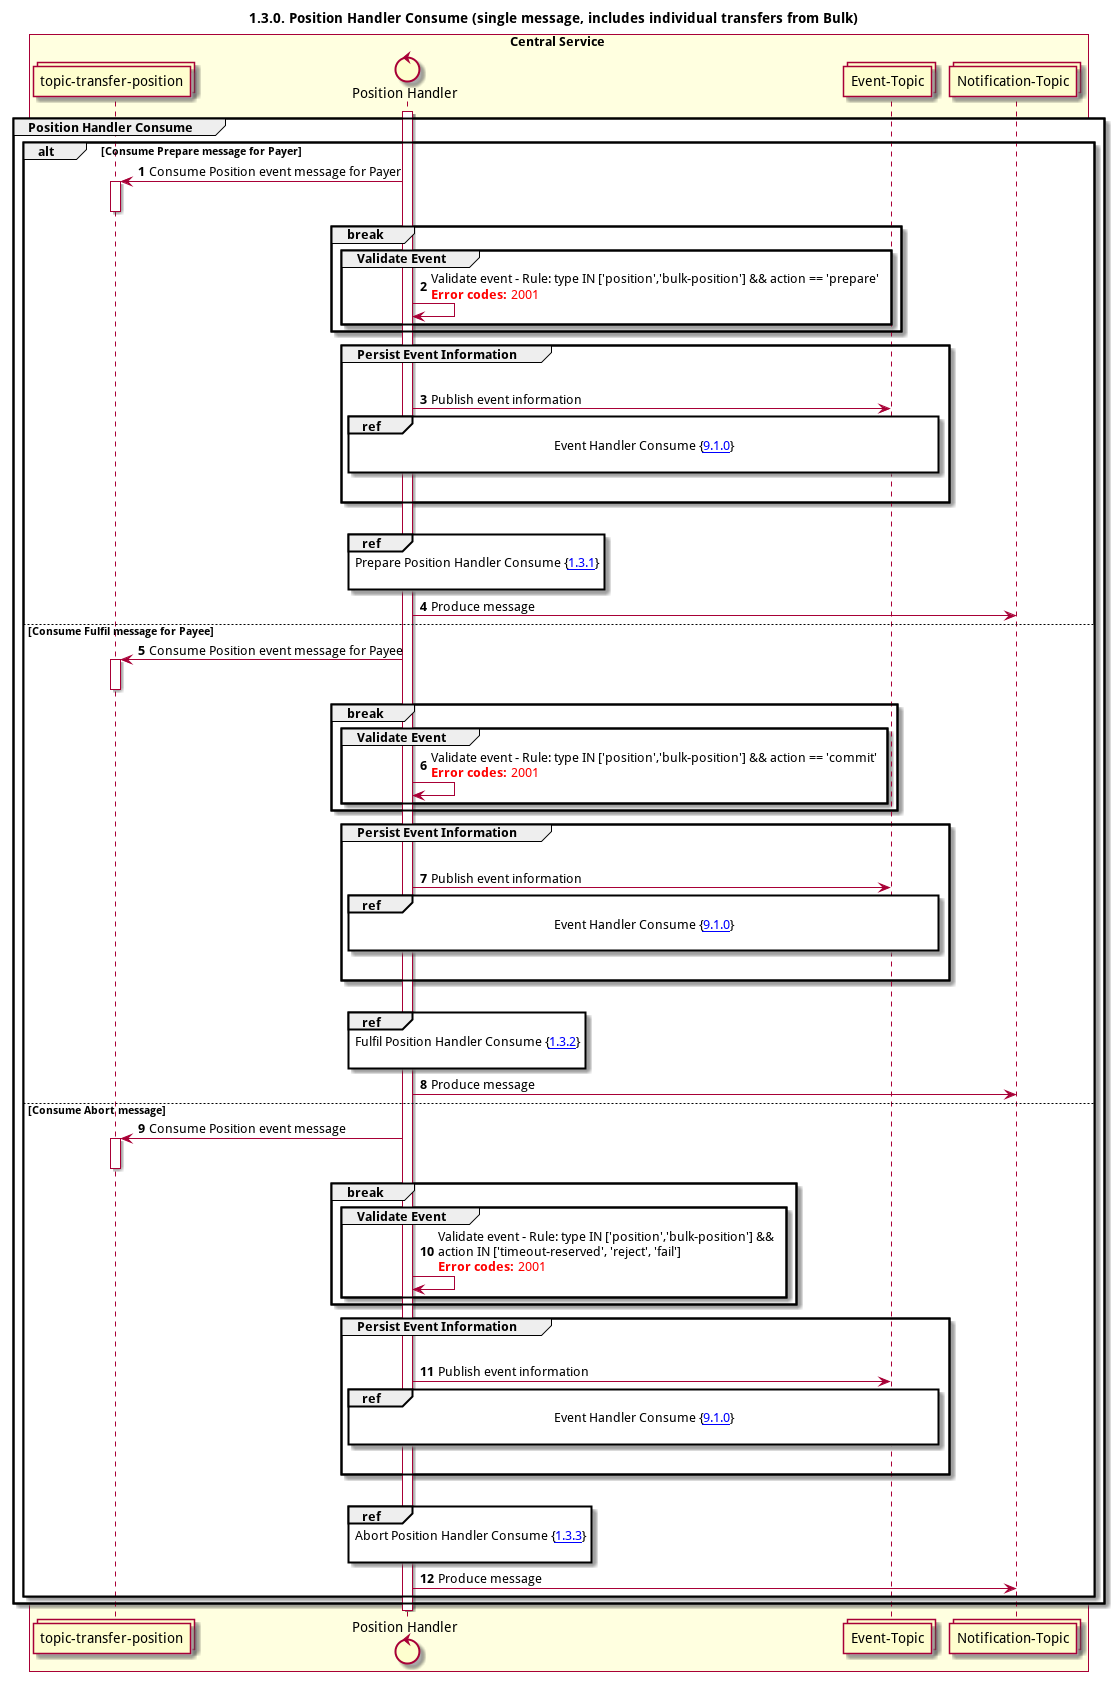 1.3.0. Position Handler Consume (single message, includes individual transfers from Bulk)
Central Service
topic-transfer-position
Position Handler
Event-Topic
Notification-Topic
Position Handler Consume
alt [Consume Prepare message for Payer]
1 Consume Position event message for Payer
break
Validate Event
2 Validate event - Rule: type IN ['position','bulk-position'] && action == 'prepare'
Error codes: 2001
Persist Event Information
3 Publish event information
ref
Event Handler Consume {9.1.0}
ref
Prepare Position Handler Consume {1.3.1}
4 Produce message
[Consume Fulfil message for Payee]
5 Consume Position event message for Payee
break
Validate Event
6 Validate event - Rule: type IN ['position','bulk-position'] && action == 'commit'
Error codes: 2001
Persist Event Information
7 Publish event information
ref
Event Handler Consume {9.1.0}
ref
Fulfil Position Handler Consume {1.3.2}
8 Produce message
[Consume Abort message]
9 Consume Position event message
break
Validate Event
Validate event - Rule: type IN ['position','bulk-position'] &&
10 action IN ['timeout-reserved', 'reject', 'fail']
Error codes: 2001
Persist Event Information
11 Publish event information
ref
Event Handler Consume {9.1.0}
ref
Abort Position Handler Consume {1.3.3}
12 Produce message
topic-transfer-position
Position Handler
Event-Topic
Notification-Topic